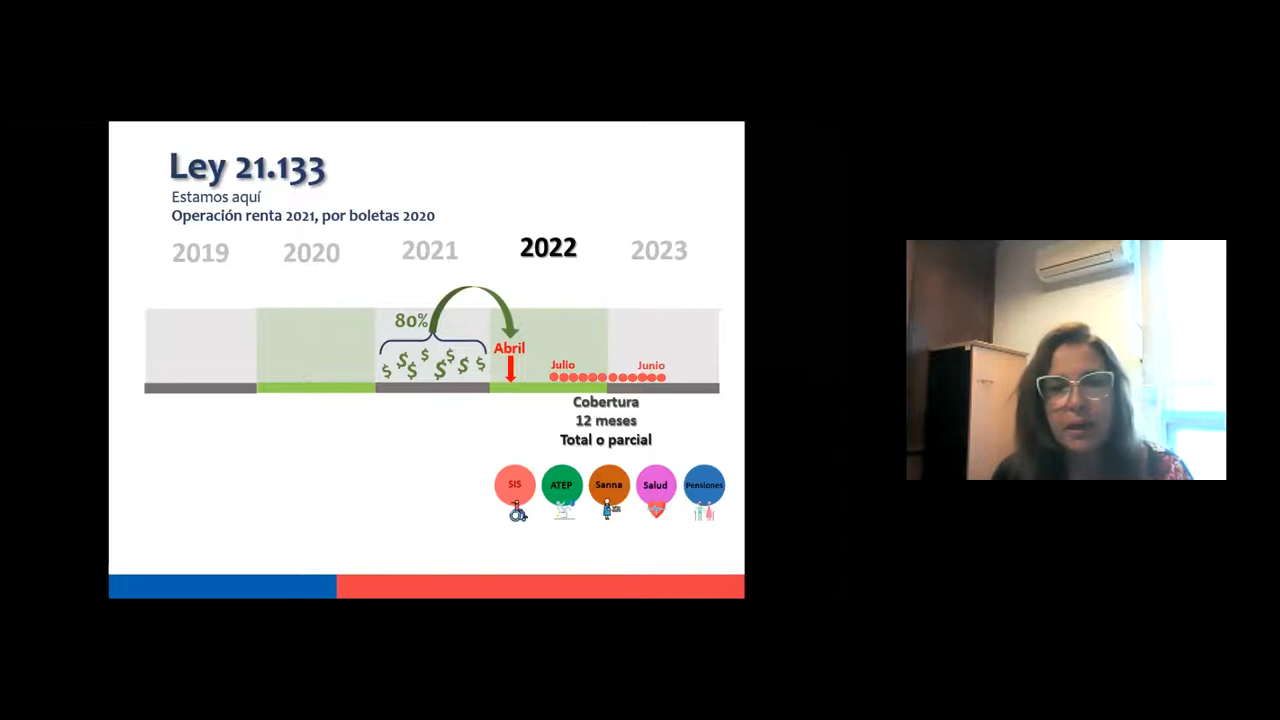 Ley 21.133
Estamos aquí
Operación renta 2021, por boletas 2020
2019 2020 2021 2022 2023
80%
Abril
$ $ $ $ $ $ $ $
Julio Junio
Cobertura
12 meses
Total o parcial
SIS ATEP Sanna Salud Pensiones